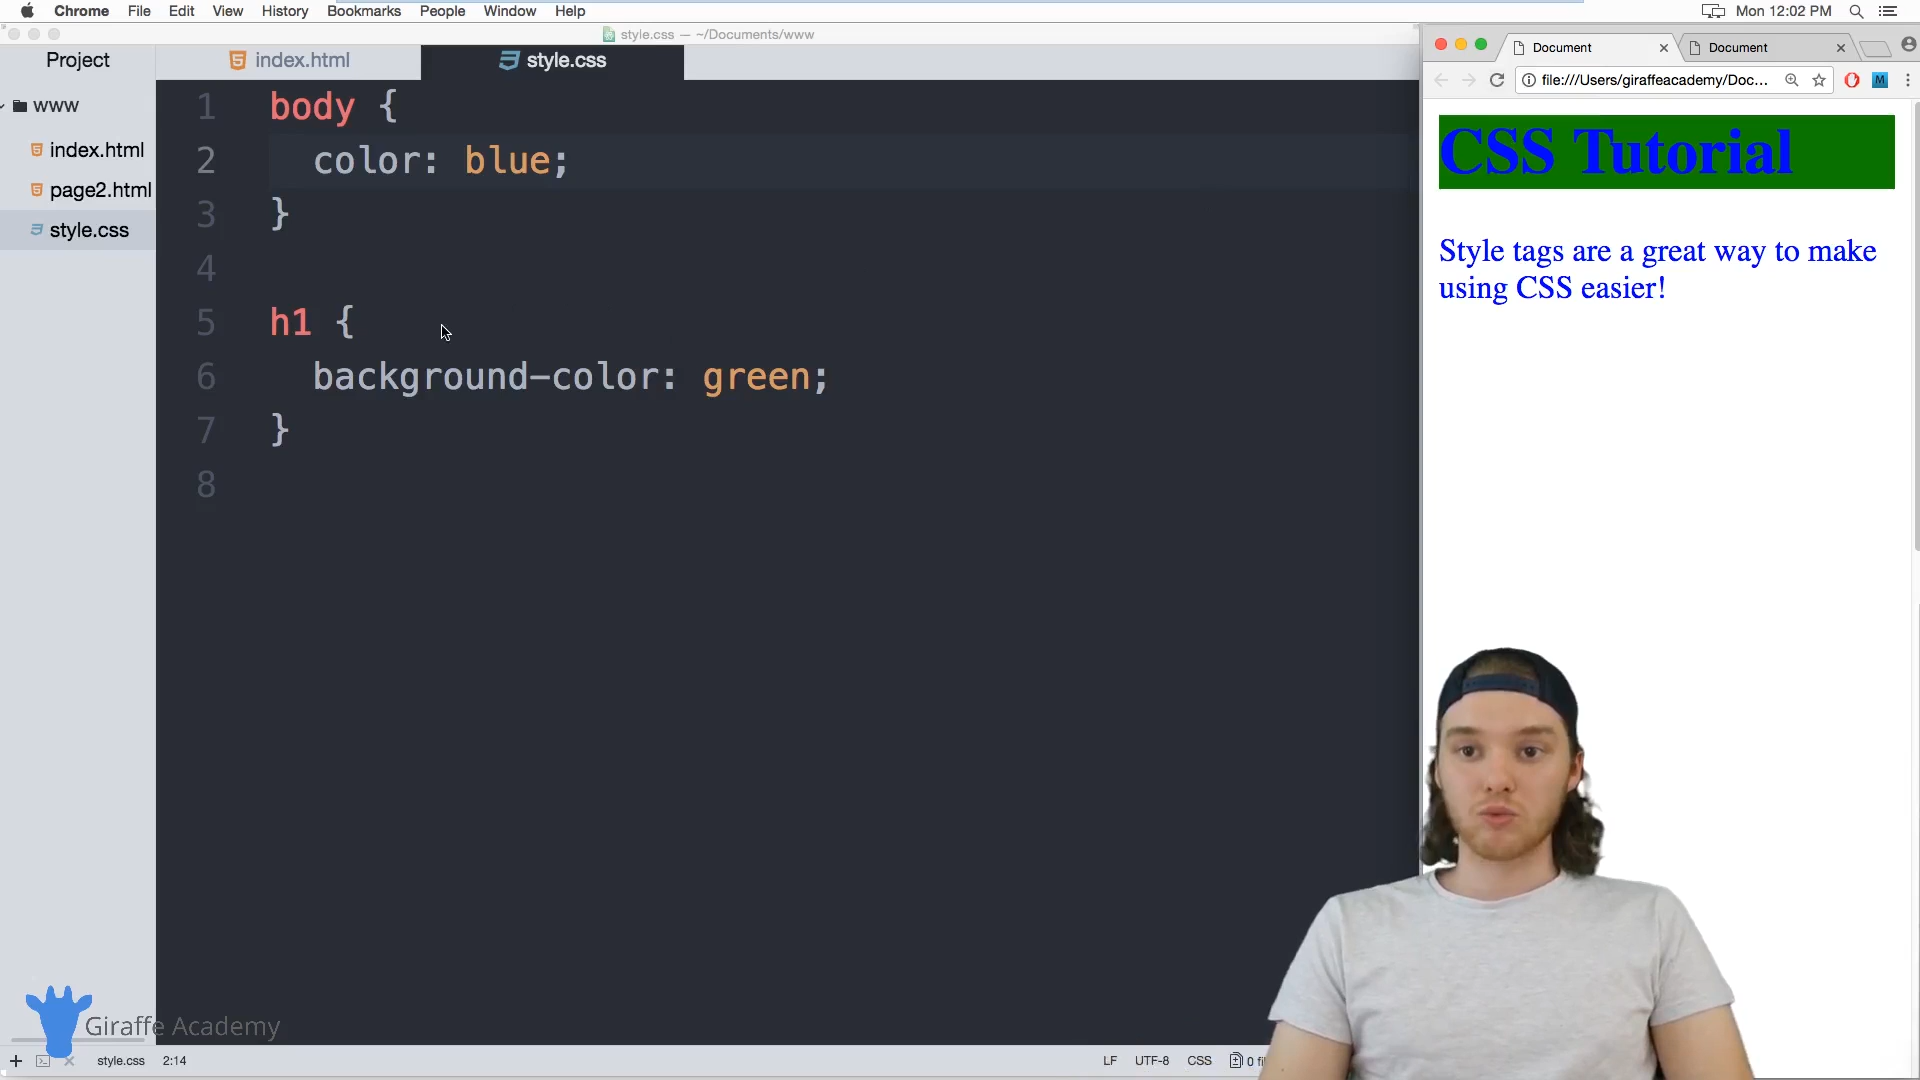 Chrome File Edit View History Bookmarks People Window Help Mon 12:02 PM
style.css — ~/Documents/www
Project
index.html
style.css
www
index.html
page2.html
style.css
1 body {
2 color: blue;
3 }
4
5 h1 {
6 background-color: green;
7 }
8
Document
Document
file:///Users/giraffeacademy/Doc...
M
CSS Tutorial
Style tags are a great way to make
using CSS easier!
Giraffe Academy
style.css 2:14
LF UTF-8 CSS 0